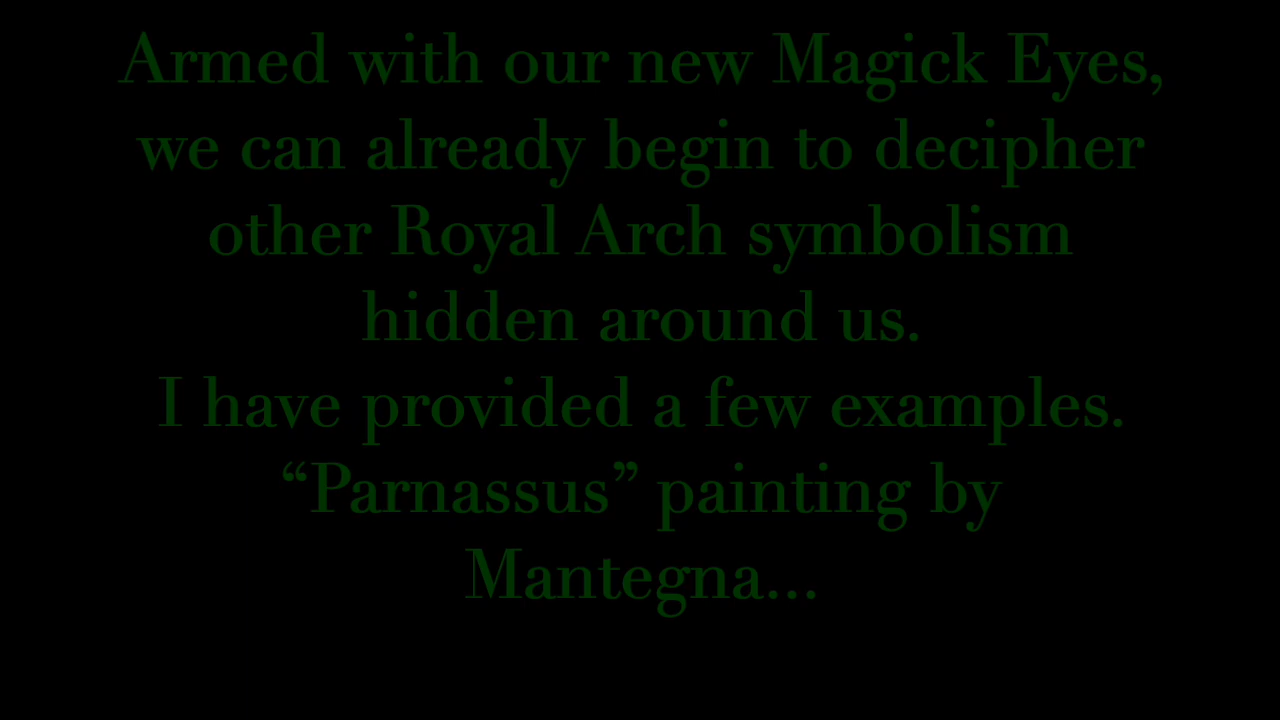 Armed with our new Magick Eyes,
we can already begin to decipher
other Royal Arch symbolism
hidden around us.
I have provided a few examples.
“Parnassus” painting by
Mantegna...